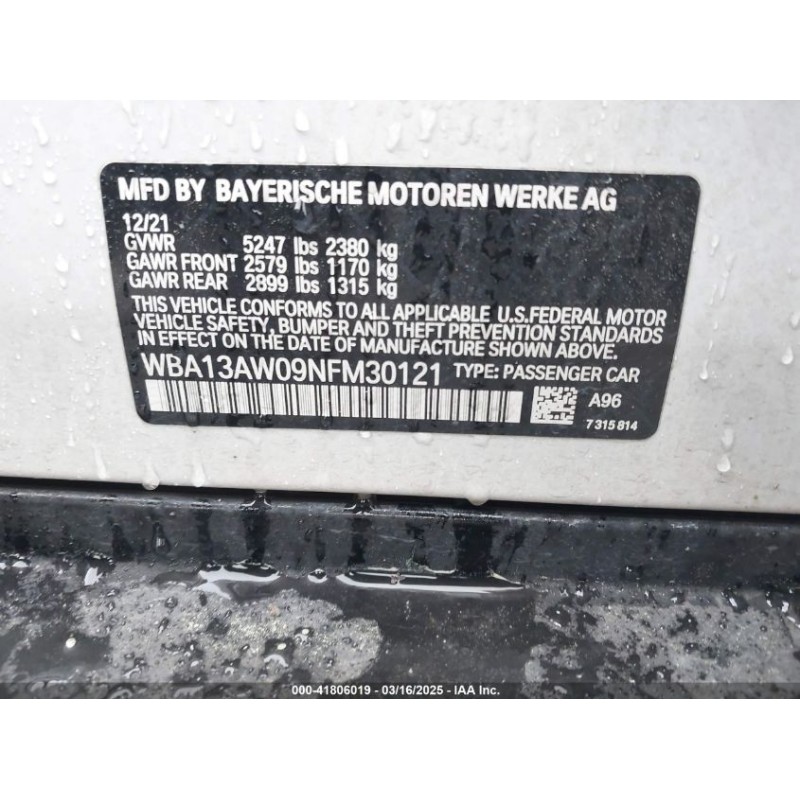 MFD BY BAYERISCHE MOTOREN WERKE AG
12/21
GVWR 5247 lbs 2380 kg
GAWR FRONT 2579 lbs 1170 kg
GAWR REAR 2899 lbs 1315 kg
THIS VEHICLE CONFORMS TO ALL APPLICABLE U.S.FEDERAL MOTOR
VEHICLE SAFETY, BUMPER AND THEFT PREVENTION STANDARDS
IN EFFECT ON THE DATE OF MANUFACTURE SHOWN ABOVE.
WBA13AW09NFM30121 TYPE: PASSENGER CAR
A96
7 315 814
000-41806019 - 03/16/2025 - IAA Inc.